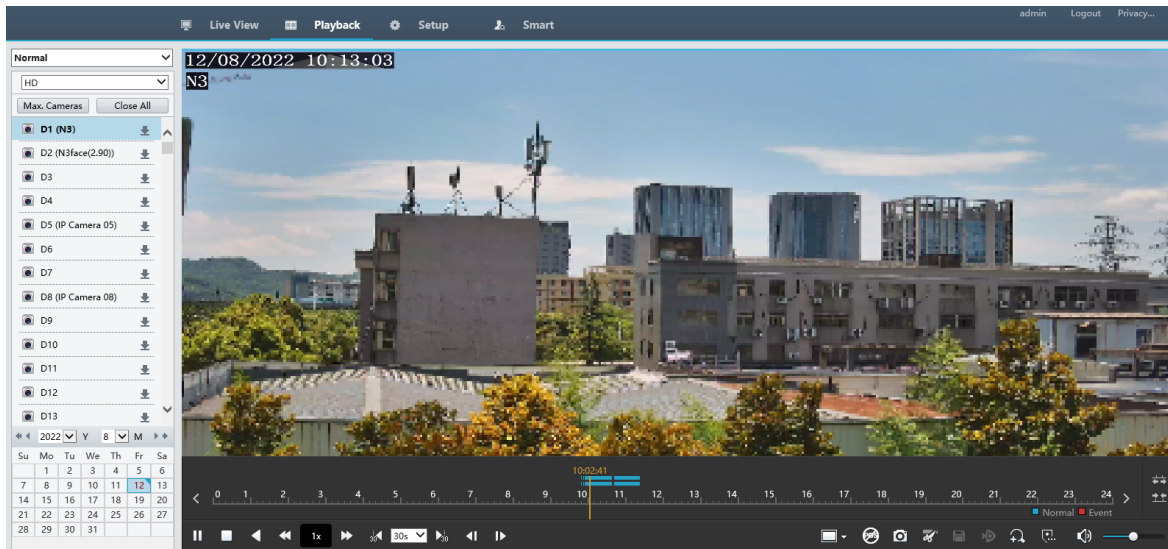 admin Logout Privacy...
Live View Playback Setup Smart
Normal
HD
Max. Cameras Close All
D1 (N3)
D2 (N3face(2.90))
D3
D4
D5 (IP Camera 05)
D6
D7
D8 (IP Camera 08)
D9
D10
D11
D12
D13
2022 Y 8 M
Su Mo Tu We Th Fr Sa
1 2 3 4 5 6
7 8 9 10 11 12 13
14 15 16 17 18 19 20
21 22 23 24 25 26 27
28 29 30 31
12/08/2022 10:13:03
N3
10:02:41
0 1 2 3 4 5 6 7 8 9 10 11 12 13 14 15 16 17 18 19 20 21 22 23 24
Normal Event
1x 30 30s 30